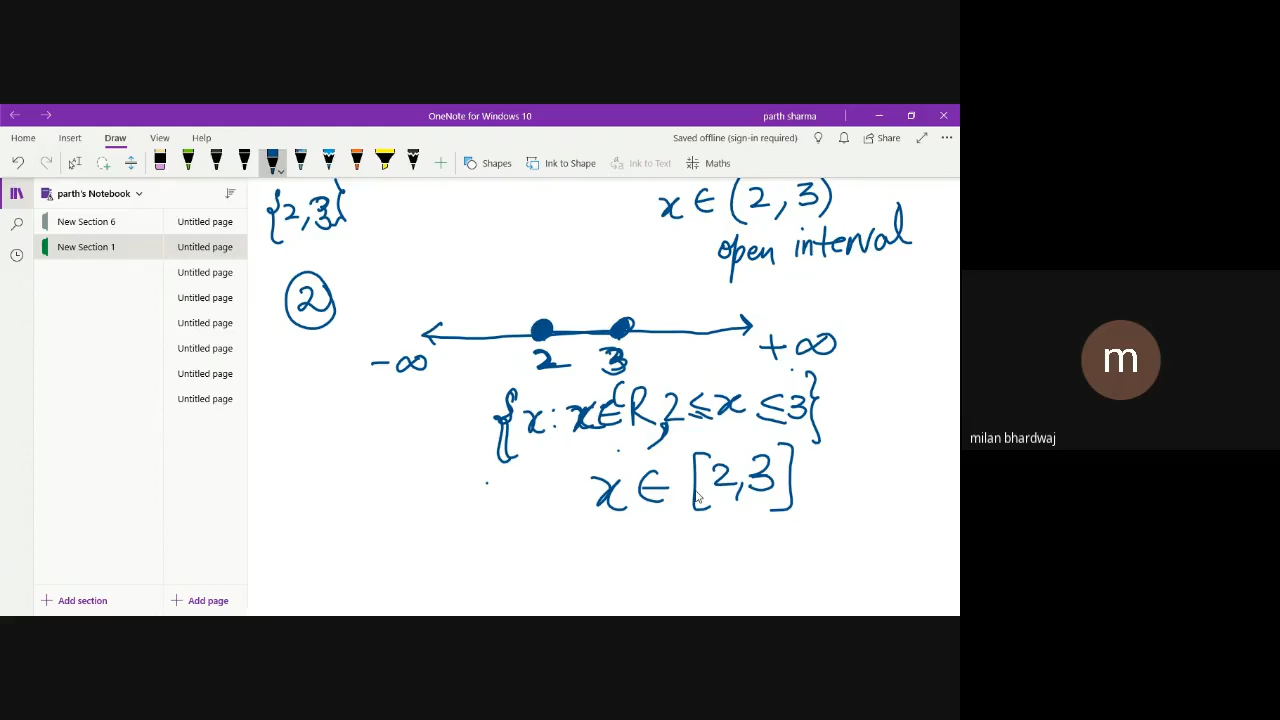 OneNote for Windows 10
parth sharma
Home Insert Draw View Help
Saved offline (sign-in required)
Share
Shapes Ink to Shape Ink to Text Maths
parth's Notebook
New Section 6
New Section 1
Untitled page
Untitled page
Untitled page
Untitled page
Untitled page
Untitled page
Untitled page
Untitled page
Add section
Add page
{2,3}
x ∈ (2, 3)
open interval
2
-∞ 2 3 +∞
{x: x∈R, 2 ≤ x ≤ 3}
x ∈ [2,3]
m
milan bhardwaj